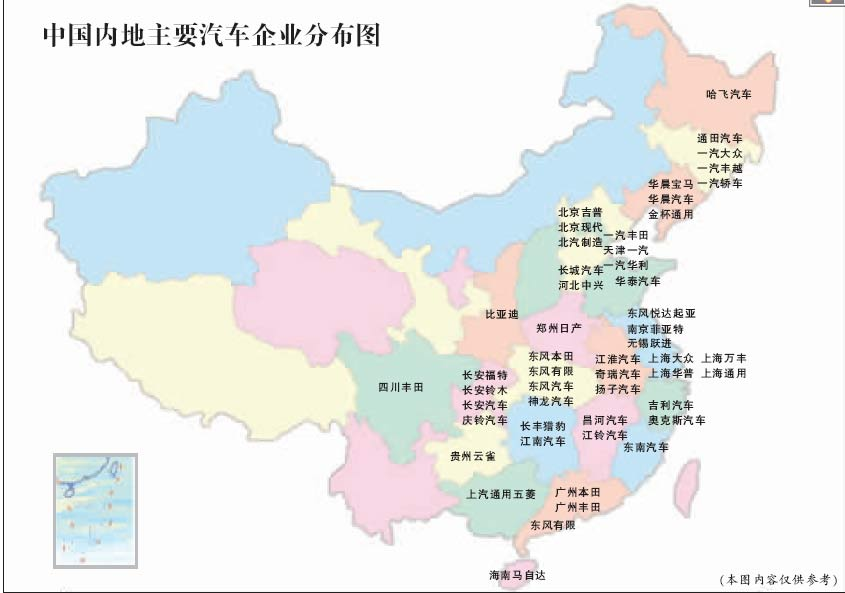 中国内地主要汽车企业分布图
哈飞汽车
通田汽车
一汽大众
一汽丰越
一汽轿车
华晨宝马
华晨汽车
金杯通用
北京吉普
北京现代
北汽制造
一汽丰田
天津一汽
一汽华利
长城汽车
河北中兴
华泰汽车
比亚迪
郑州日产
东风悦达起亚
南京菲亚特
无锡跃进
上海大众 上海万丰
上海华普 上海通用
东风本田
东风有限
东风汽车
神龙汽车
江淮汽车
奇瑞汽车
扬子汽车
四川丰田
长安福特
长安铃木
长安汽车
庆铃汽车
吉利汽车
奥克斯汽车
长丰猎豹
江南汽车
昌河汽车
江铃汽车
东南汽车
贵州云雀
上汽通用五菱
广州本田
广州丰田
东风有限
海南马自达
(本图内容仅供参考)